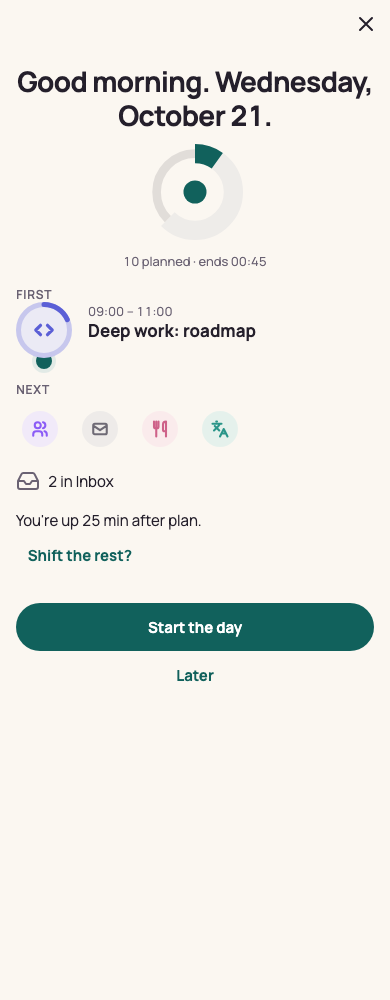 Good morning. Wednesday,
October 21.
10 planned · ends 00:45
FIRST
09:00 – 11:00
Deep work: roadmap
NEXT
2 in Inbox
You're up 25 min after plan.
Shift the rest?
Start the day
Later